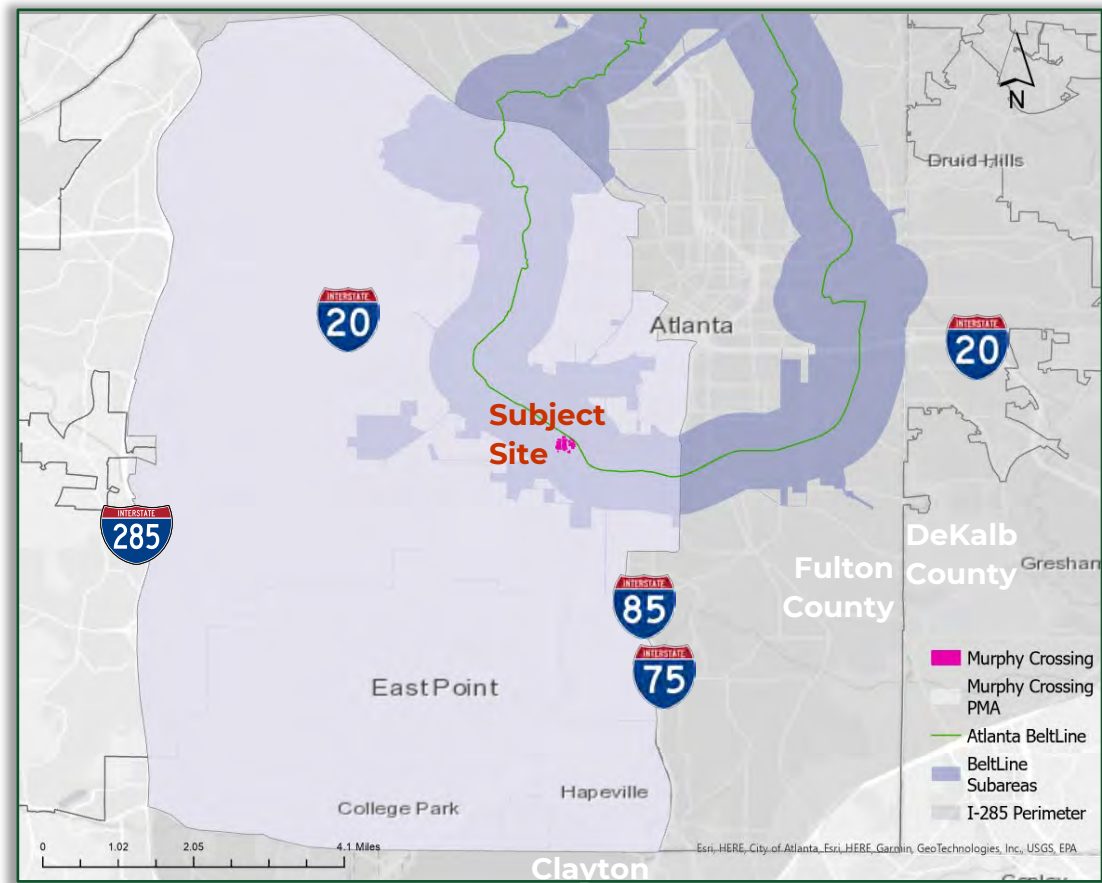 N
Druid Hills
INTERSTATE
20
Atlanta
INTERSTATE
20
Subject
Site
INTERSTATE
285
DeKalb
County
Gresham
Fulton
County
INTERSTATE
85
INTERSTATE
75
East Point
Murphy Crossing
Murphy Crossing
PMA
Atlanta BeltLine
BeltLine
Subareas
I-285 Perimeter
Hapeville
College Park
0 1.02 2.05 4.1 Miles
Esri, HERE, City of Atlanta, Esri, HERE, Garmin, GeoTechnologies, Inc., USGS, EPA
Clayton